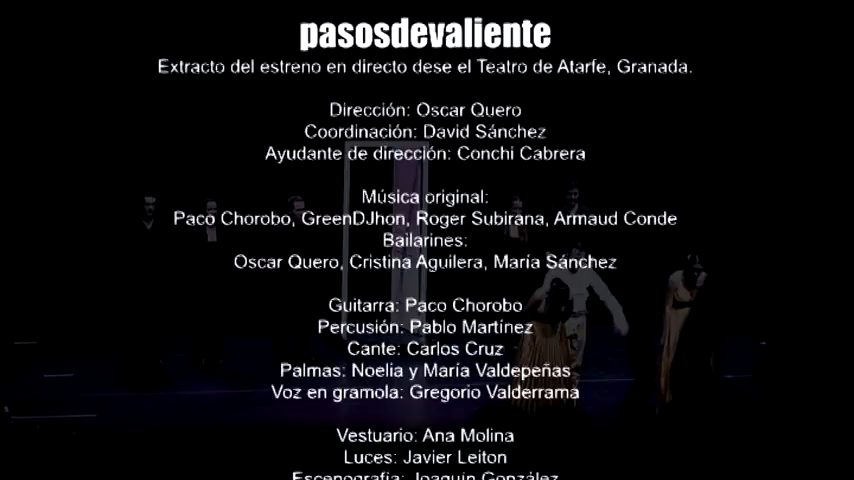 pasosdevaliente
Extracto del estreno en directo dese el Teatro de Atarfe, Granada.
Dirección: Oscar Quero
Coordinación: David Sánchez
Ayudante de dirección: Conchi Cabrera
Música original:
Paco Chorobo, GreenDJhon, Roger Subirana, Armaud Conde
Bailarines:
Oscar Quero, Cristina Aguilera, María Sánchez
Guitarra: Paco Chorobo
Percusión: Pablo Martínez
Cante: Carlos Cruz
Palmas: Noelia y María Valdepeñas
Voz en gramola: Gregorio Valderrama
Vestuario: Ana Molina
Luces: Javier Leiton
Escenografia: Joaquín González